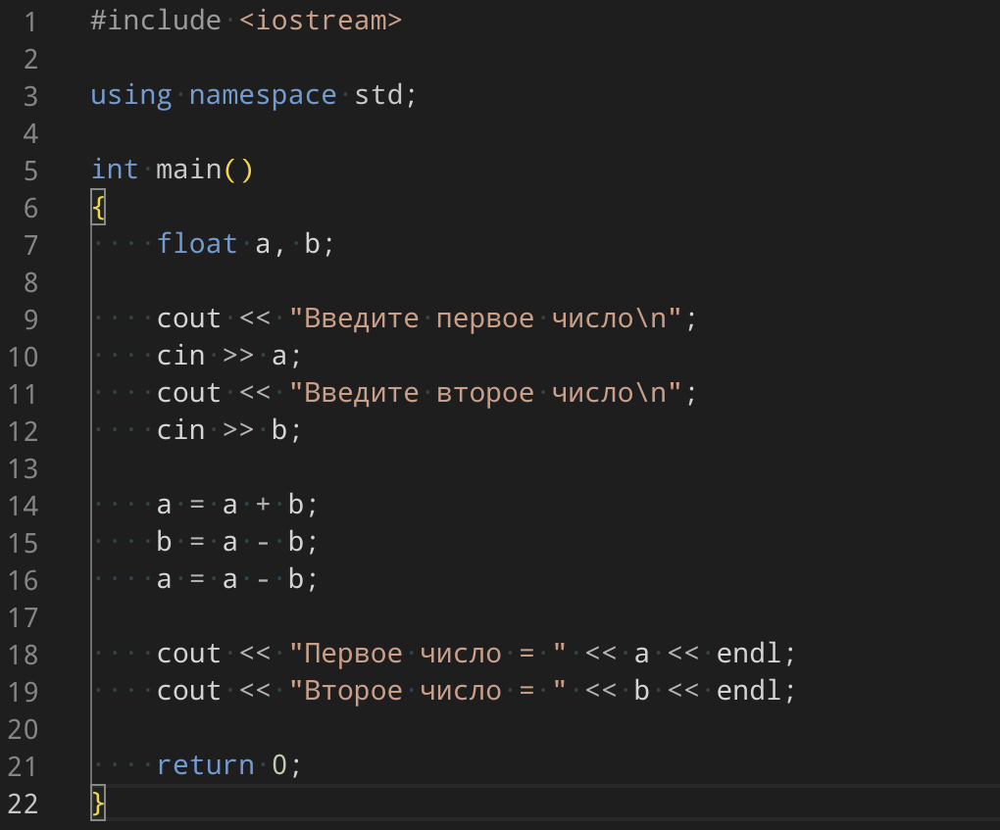 1 #include <iostream>
2
3 using namespace std;
4
5 int main()
6 {
7     float a, b;
8
9     cout << "Введите первое число\n";
10     cin >> a;
11     cout << "Введите второе число\n";
12     cin >> b;
13
14     a = a + b;
15     b = a - b;
16     a = a - b;
17
18     cout << "Первое число = " << a << endl;
19     cout << "Второе число = " << b << endl;
20
21     return 0;
22 }